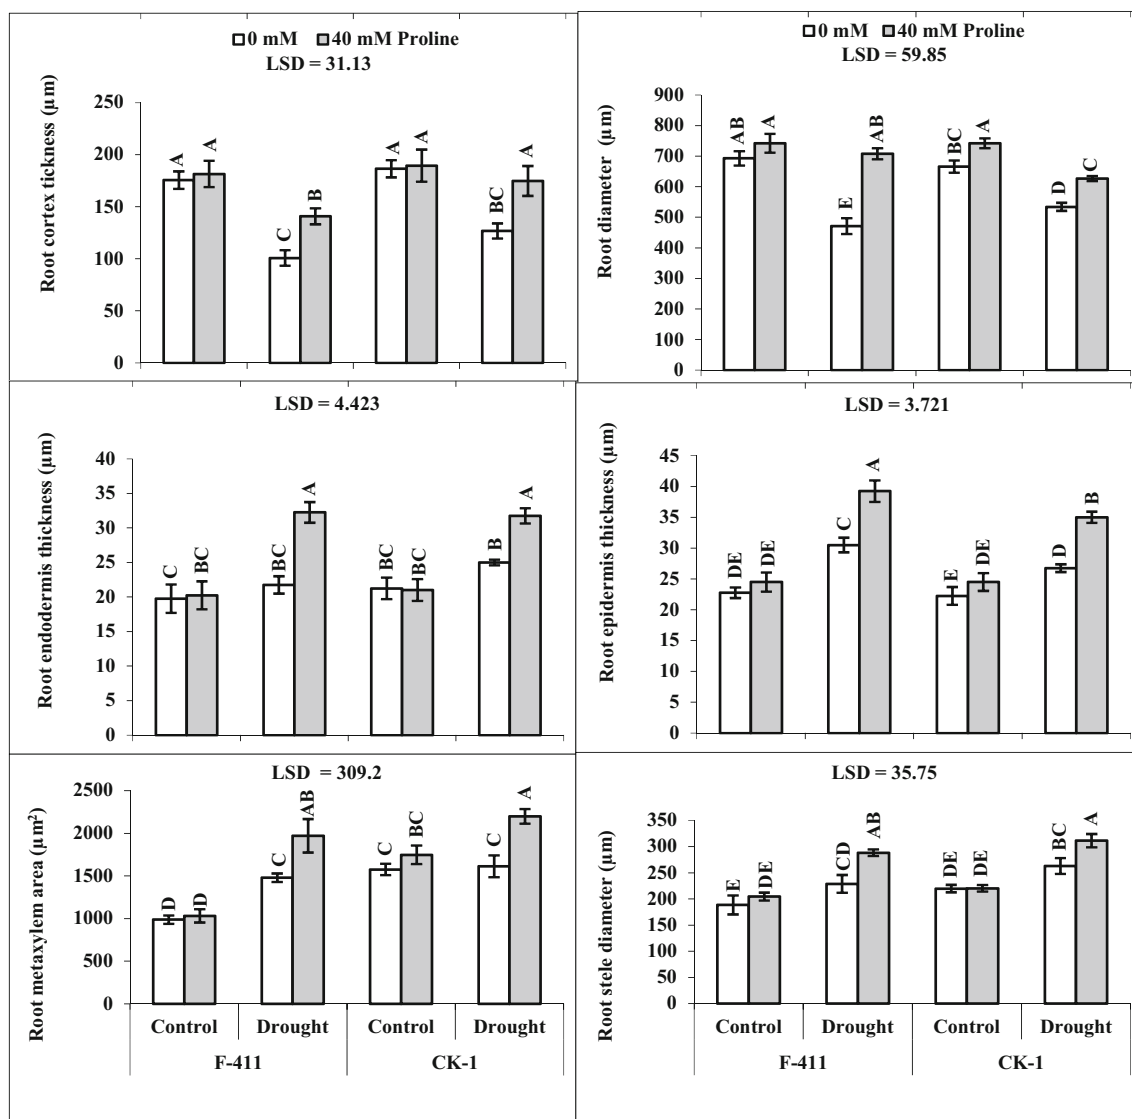 0 mM 40 mM Proline
LSD = 31.13
Root cortex tickness (µm)
250
200
150
100
50
0
A A C B A A BC A
0 mM 40 mM Proline
LSD = 59.85
Root diameter (µm)
900
800
700
600
500
400
300
200
100
0
AB A E AB BC A D C
LSD = 4.423
Root endodermis thickness (µm)
40
35
30
25
20
15
10
5
0
C BC BC A BC BC B A
LSD = 3.721
Root epidermis thickness (µm)
45
40
35
30
25
20
15
10
5
0
DE DE C A E DE D B
LSD = 309.2
Root metaxylem area (µm²)
2500
2000
1500
1000
500
0
D D C AB C BC C A
Control Drought Control Drought
F-411 CK-1
LSD = 35.75
Root stele diameter (µm)
350
300
250
200
150
100
50
0
E DE CD AB DE DE BC A
Control Drought Control Drought
F-411 CK-1